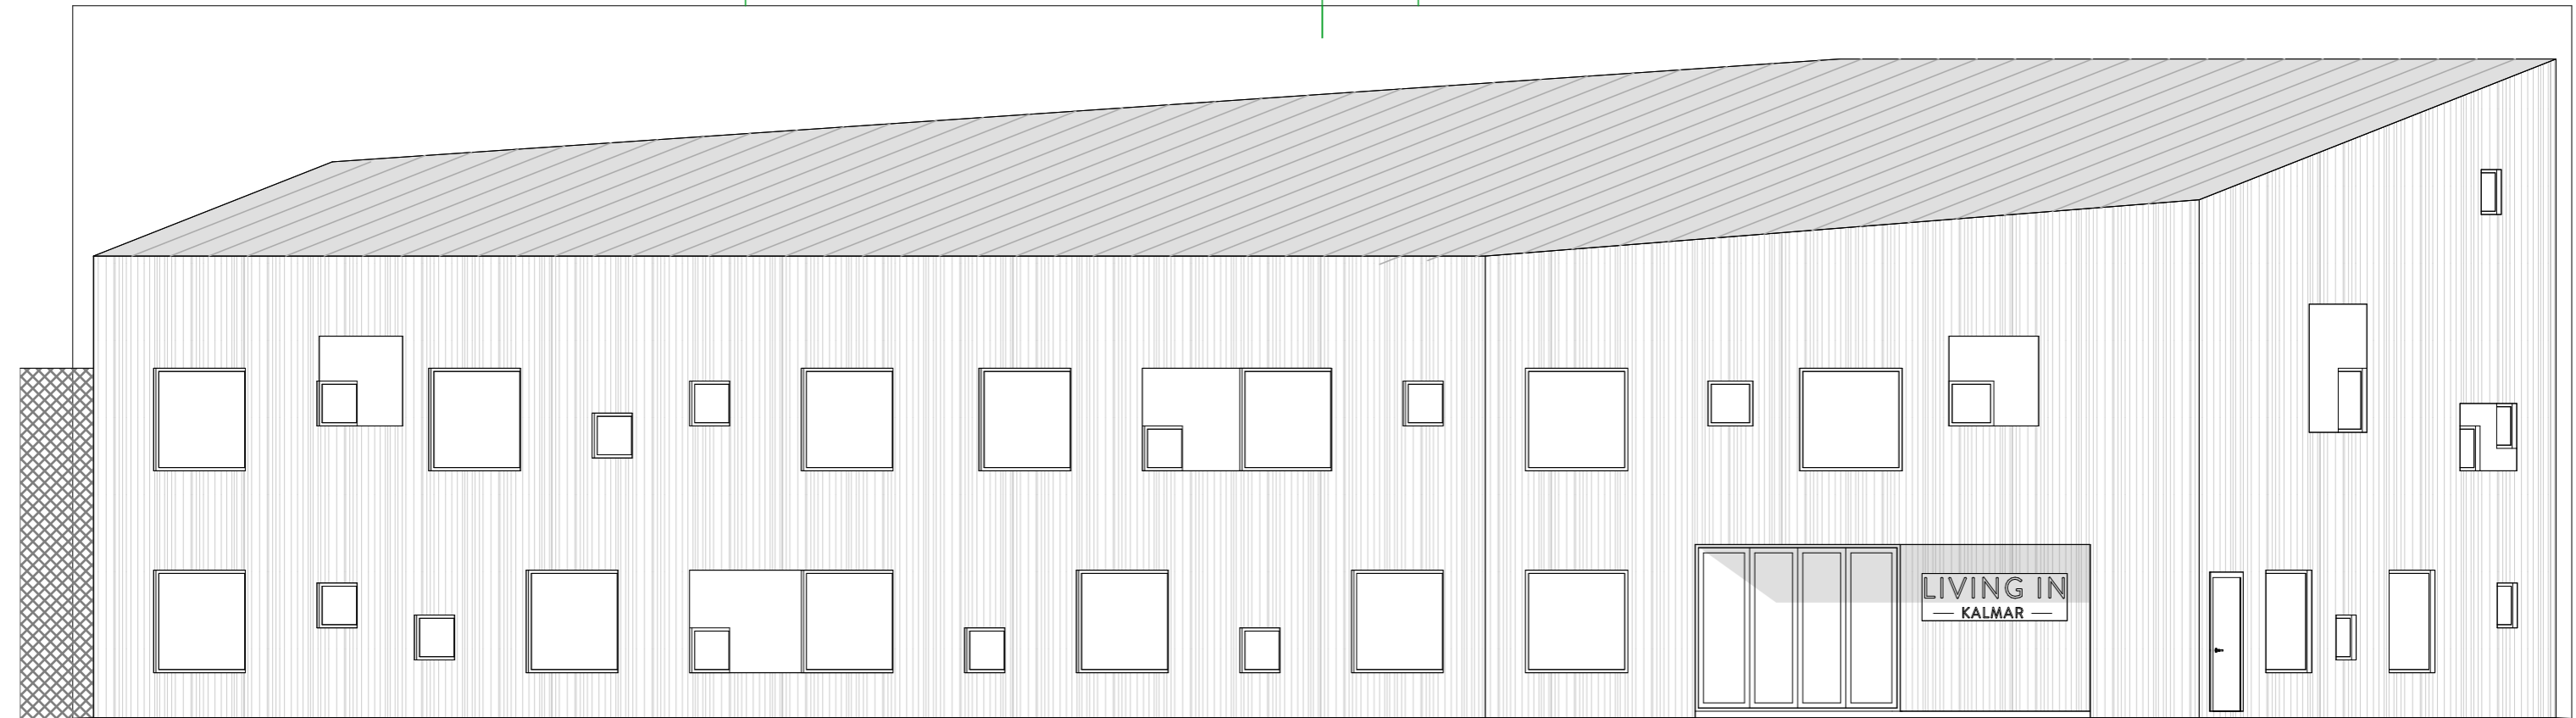 LIVING IN
— KALMAR —